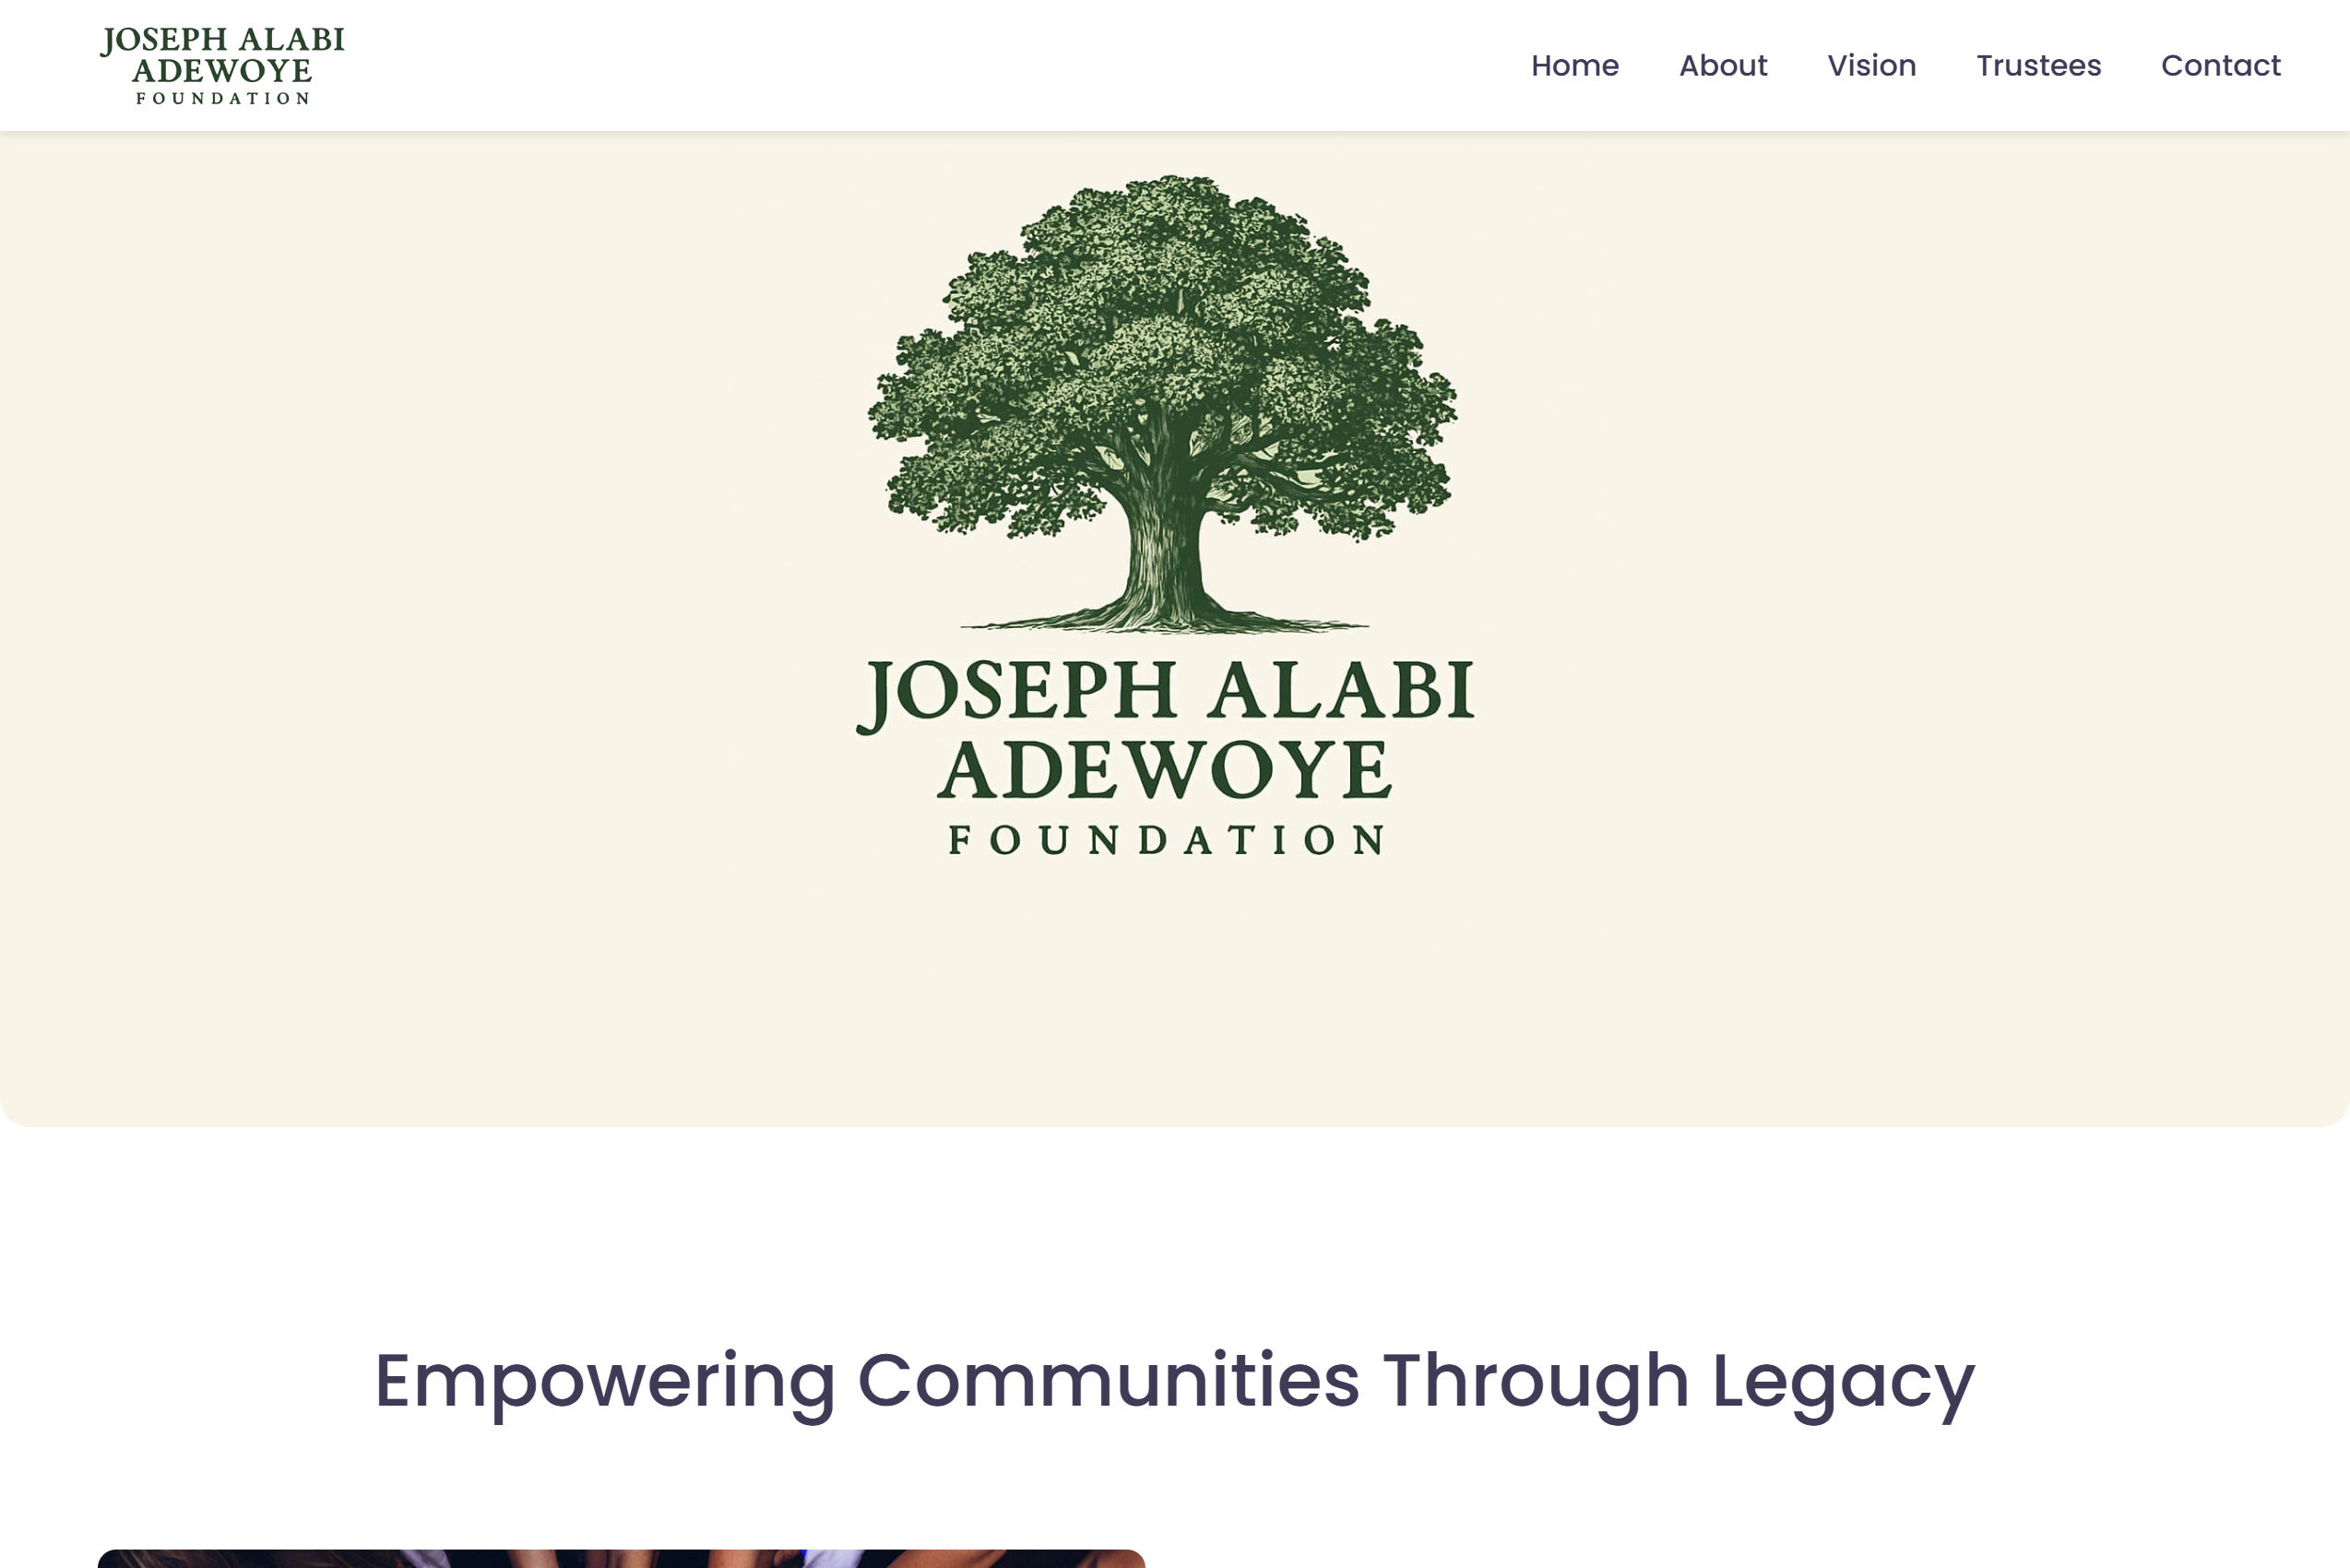 JOSEPH ALABI
ADEWOYE
FOUNDATION
Home About Vision Trustees Contact
JOSEPH ALABI
ADEWOYE
FOUNDATION
Empowering Communities Through Legacy